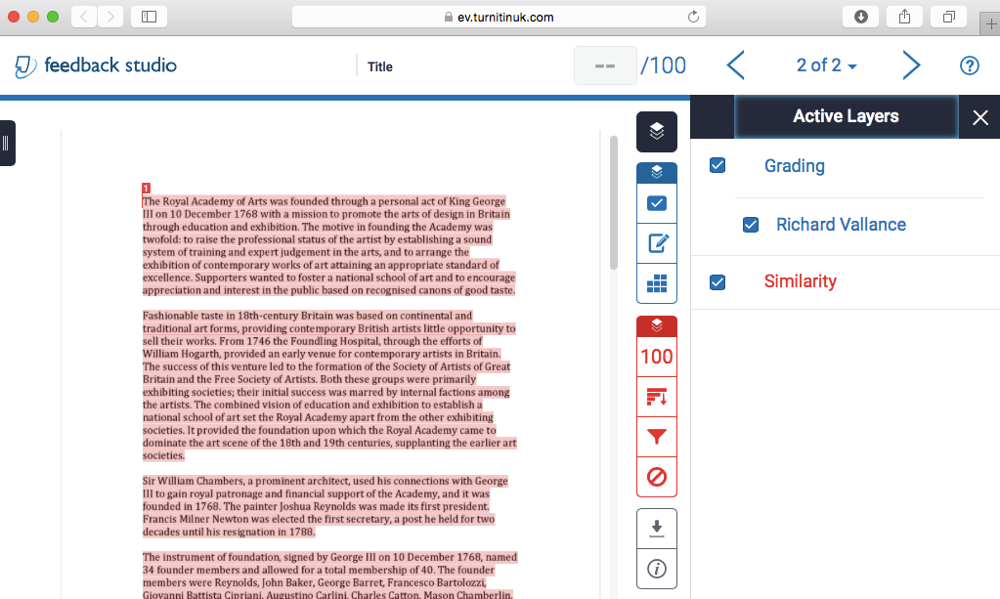 ev.turnitinuk.com
feedback studio
Title
--
/100
2 of 2
?
Active Layers
Grading
Richard Vallance
Similarity
100
1
The Royal Academy of Arts was founded through a personal act of King George
III on 10 December 1768 with a mission to promote the arts of design in Britain
through education and exhibition. The motive in founding the Academy was
twofold: to raise the professional status of the artist by establishing a sound
system of training and expert judgement in the arts, and to arrange the
exhibition of contemporary works of art attaining an appropriate standard of
excellence. Supporters wanted to foster a national school of art and to encourage
appreciation and interest in the public based on recognised canons of good taste.
Fashionable taste in 18th-century Britain was based on continental and
traditional art forms, providing contemporary British artists little opportunity to
sell their works. From 1746 the Foundling Hospital, through the efforts of
William Hogarth, provided an early venue for contemporary artists in Britain.
The success of this venture led to the formation of the Society of Artists of Great
Britain and the Free Society of Artists. Both these groups were primarily
exhibiting societies; their initial success was marred by internal factions among
the artists. The combined vision of education and exhibition to establish a
national school of art set the Royal Academy apart from the other exhibiting
societies. It provided the foundation upon which the Royal Academy came to
dominate the art scene of the 18th and 19th centuries, supplanting the earlier art
societies.
Sir William Chambers, a prominent architect, used his connections with George
III to gain royal patronage and financial support of the Academy, and it was
founded in 1768. The painter Joshua Reynolds was made its first president.
Francis Milner Newton was elected the first secretary, a post he held for two
decades until his resignation in 1788.
The instrument of foundation, signed by George III on 10 December 1768, named
34 founder members and allowed for a total membership of 40. The founder
members were Reynolds, John Baker, George Barret, Francesco Bartolozzi,
Giovanni Battista Cipriani, Augustino Carlini, Charles Catton, Mason Chamberlin,